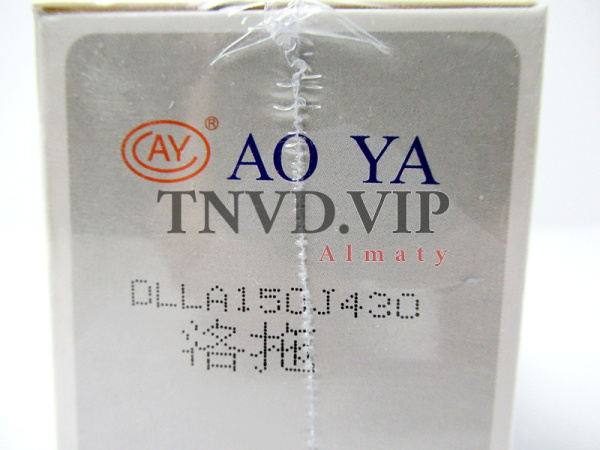 AY® AO YA
TNVD.VIP
Almaty
DLLA150J430
洛拖